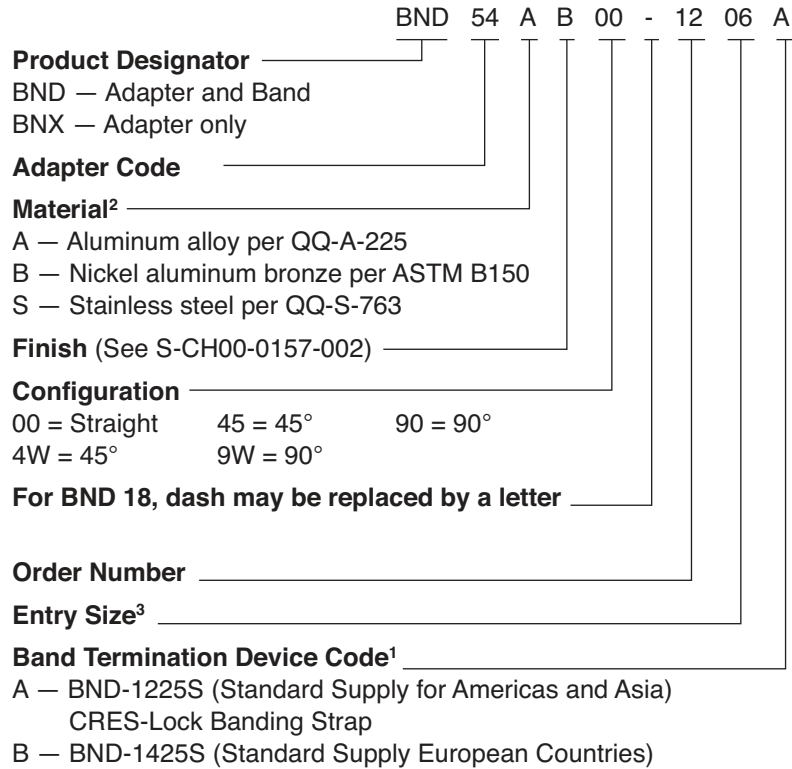 BND 54 A B 00 - 12 06 A
Product Designator
BND — Adapter and Band
BNX — Adapter only
Adapter Code
Material²
A — Aluminum alloy per QQ-A-225
B — Nickel aluminum bronze per ASTM B150
S — Stainless steel per QQ-S-763
Finish (See S-CH00-0157-002)
Configuration
00 = Straight 45 = 45° 90 = 90°
4W = 45° 9W = 90°
For BND 18, dash may be replaced by a letter
Order Number
Entry Size³
Band Termination Device Code¹
A — BND-1225S (Standard Supply for Americas and Asia)
CRES-Lock Banding Strap
B — BND-1425S (Standard Supply European Countries)